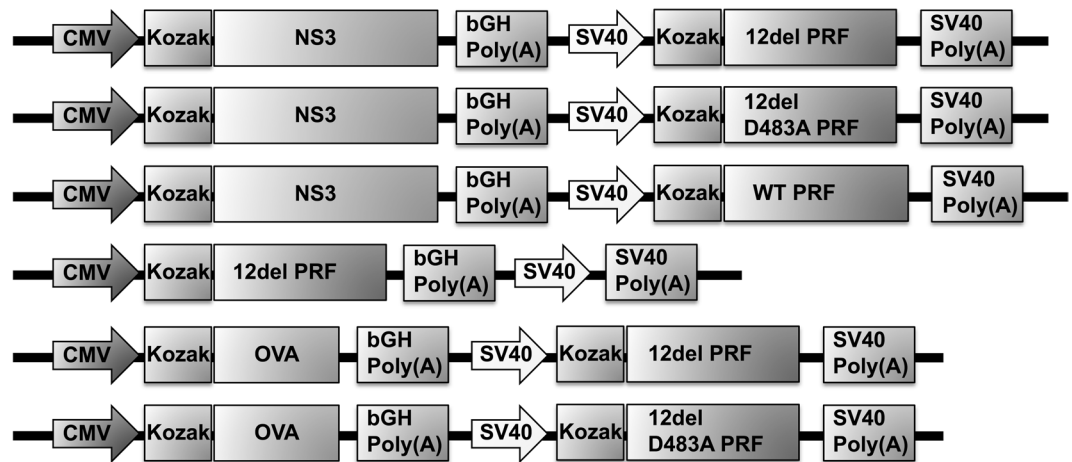 CMV Kozak NS3 bGH Poly(A) SV40 Kozak 12del PRF SV40 Poly(A)
CMV Kozak NS3 bGH Poly(A) SV40 Kozak 12del D483A PRF SV40 Poly(A)
CMV Kozak NS3 bGH Poly(A) SV40 Kozak WT PRF SV40 Poly(A)
CMV Kozak 12del PRF bGH Poly(A) SV40 SV40 Poly(A)
CMV Kozak OVA bGH Poly(A) SV40 Kozak 12del PRF SV40 Poly(A)
CMV Kozak OVA bGH Poly(A) SV40 Kozak 12del D483A PRF SV40 Poly(A)